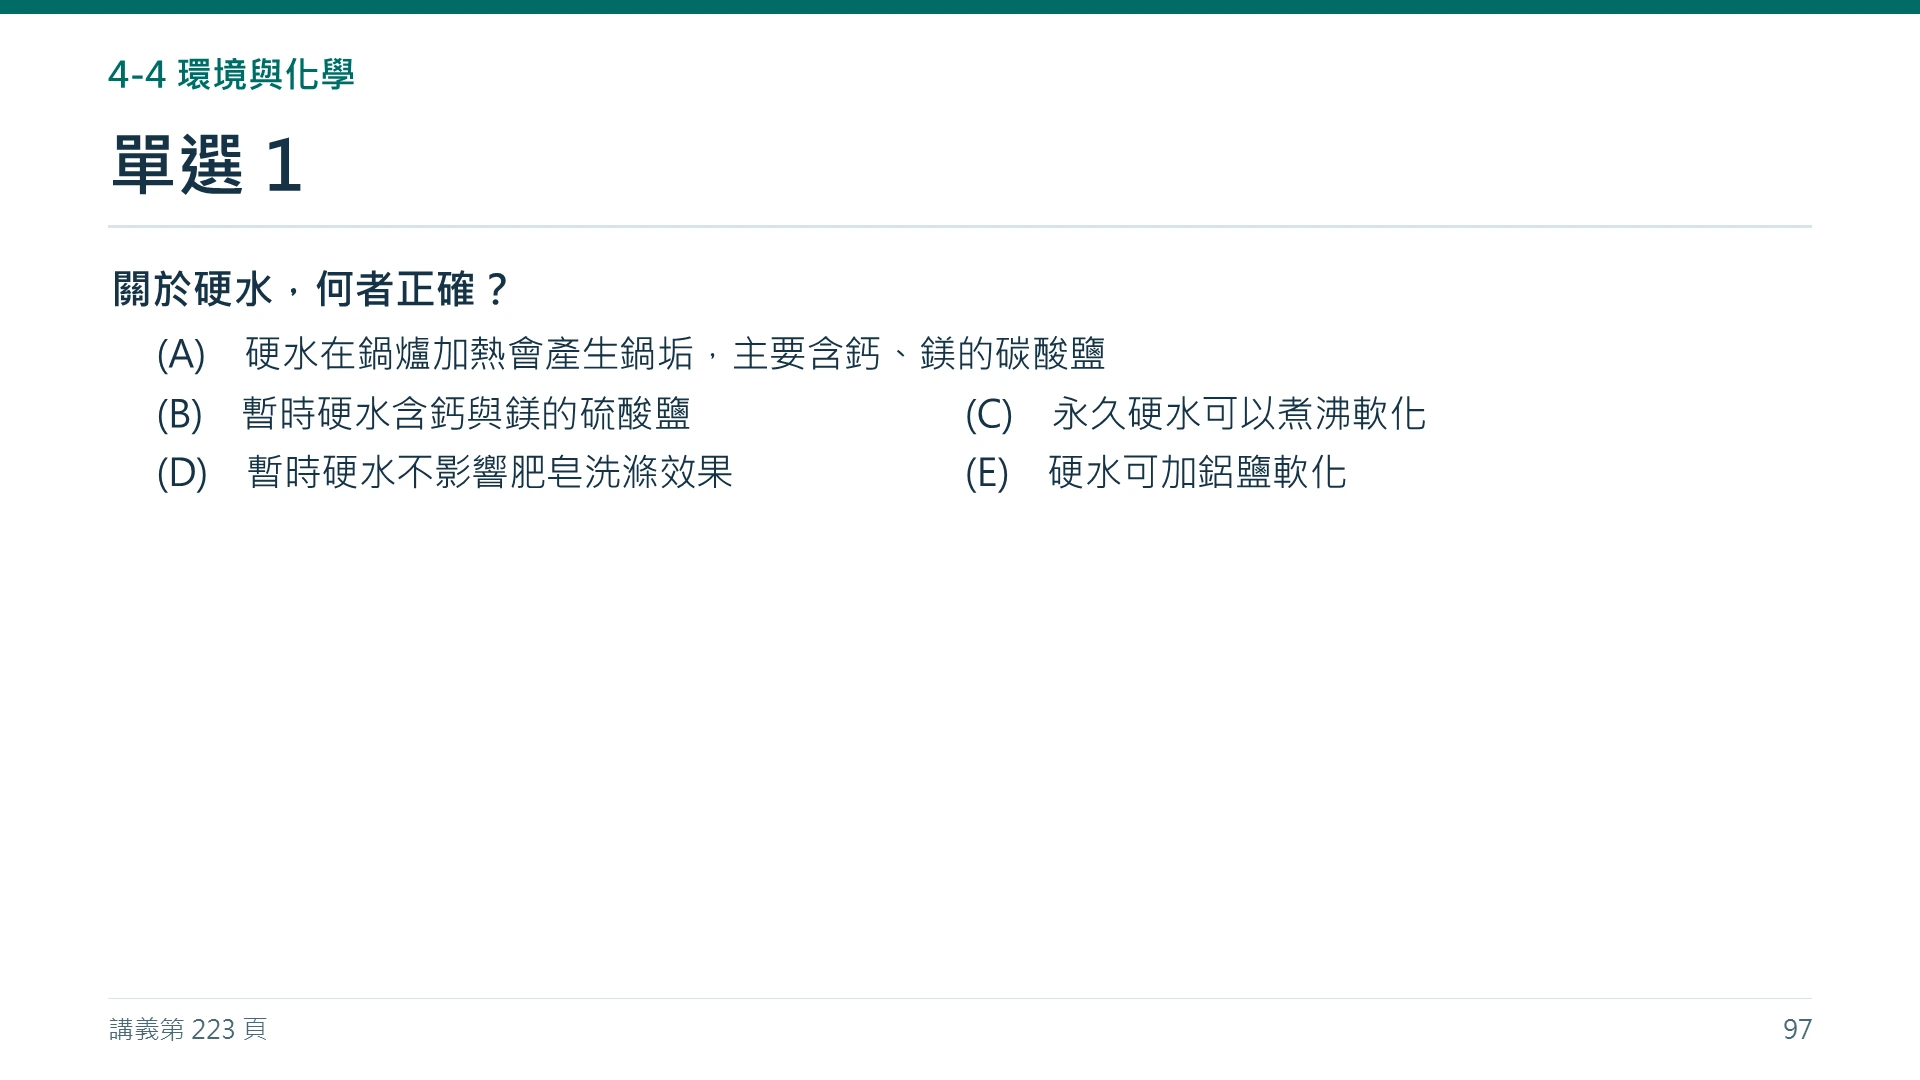 4-4 環境與化學
單選 1
關於硬水，何者正確？
(A) 硬水在鍋爐加熱會產生鍋垢，主要含鈣、鎂的碳酸鹽
(B) 暫時硬水含鈣與鎂的硫酸鹽 (C) 永久硬水可以煮沸軟化
(D) 暫時硬水不影響肥皂洗滌效果 (E) 硬水可加鋁鹽軟化
講義第 223 頁 97